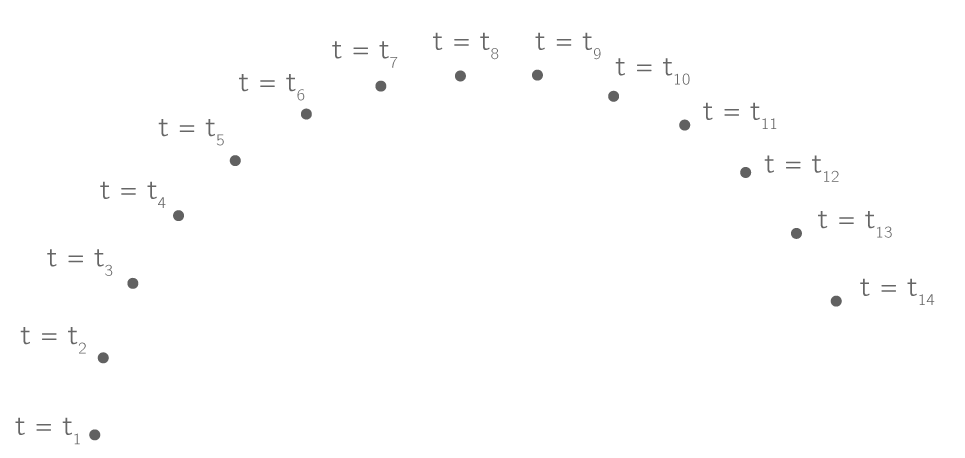 t = t₁
t = t₂
t = t₃
t = t₄
t = t₅
t = t₆
t = t₇
t = t₈
t = t₉
t = t₁₀
t = t₁₁
t = t₁₂
t = t₁₃
t = t₁₄